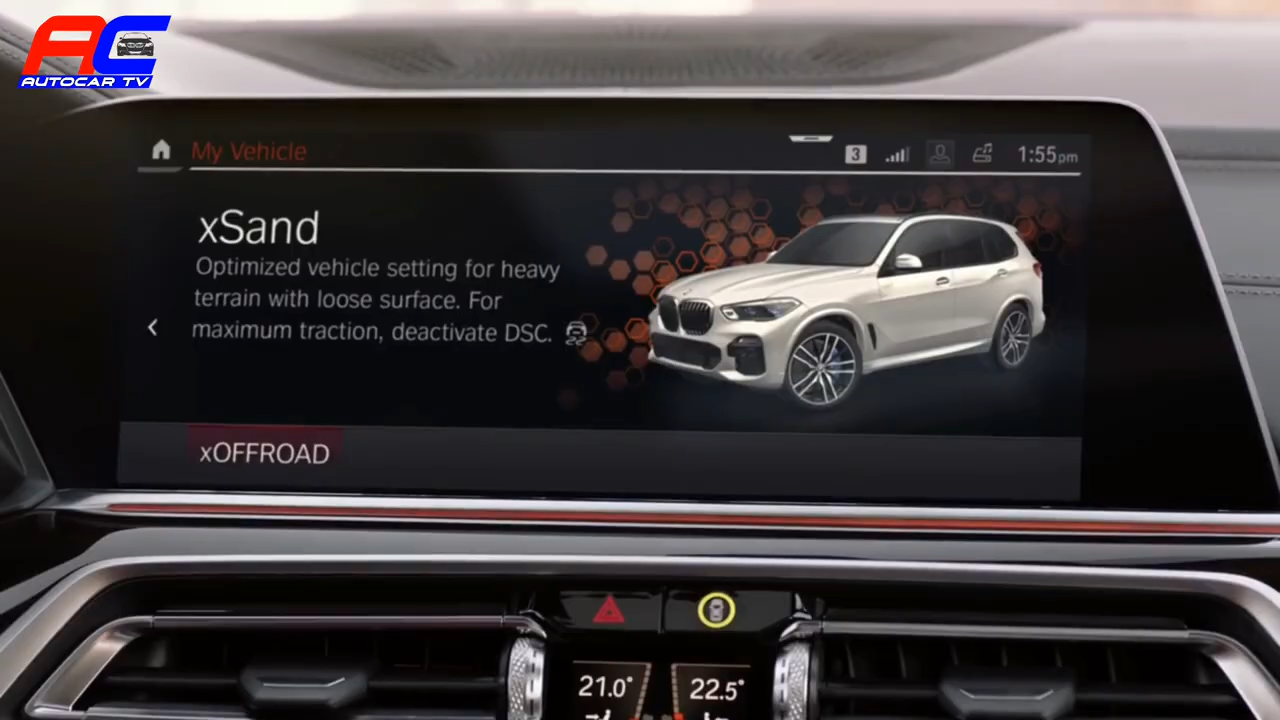 AC
AUTOCAR TV
My Vehicle
3
1:55pm
xSand
Optimized vehicle setting for heavy
terrain with loose surface. For
maximum traction, deactivate DSC.
xOFFROAD
21.0°
22.5°